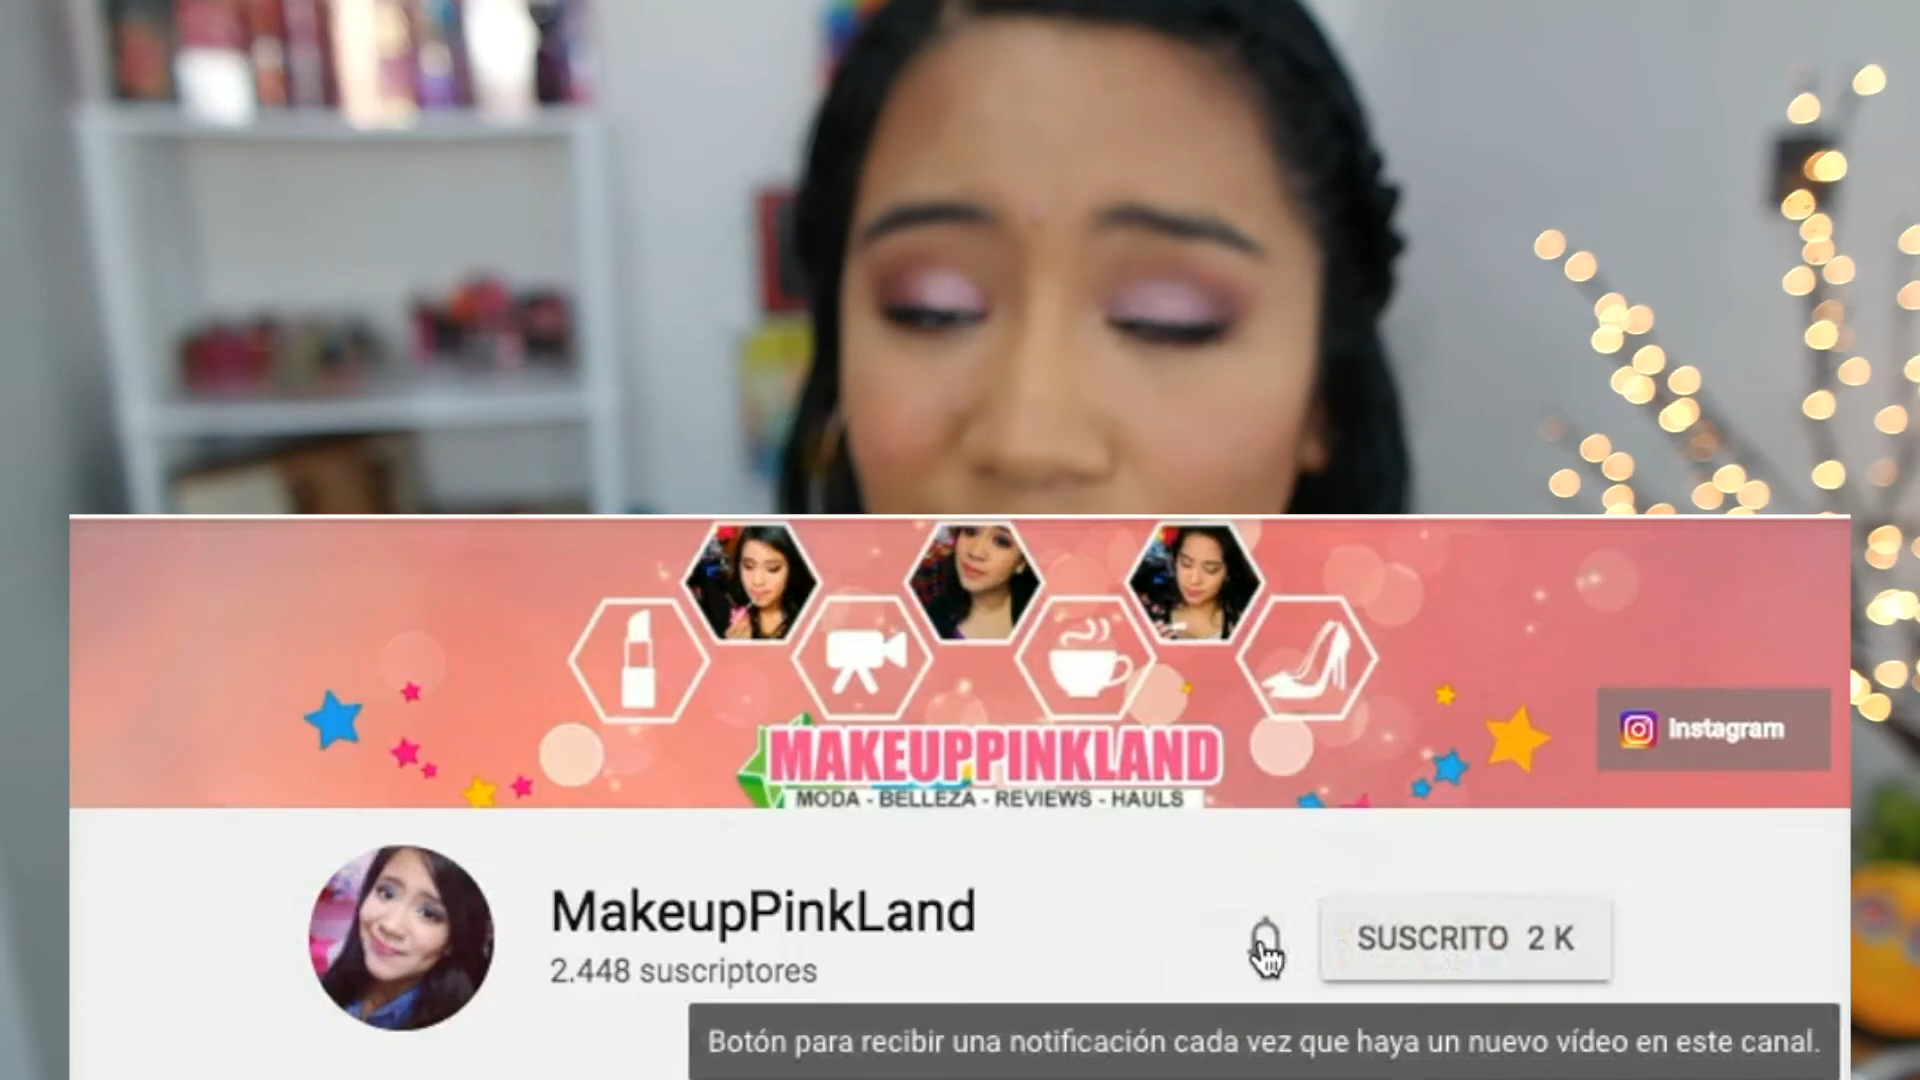 Instagram
MAKEUPPINKLAND
MODA - BELLEZA - REVIEWS - HAULS
MakeupPinkLand
2.448 suscriptores
SUSCRITO 2 K
Botón para recibir una notificación cada vez que haya un nuevo vídeo en este canal.